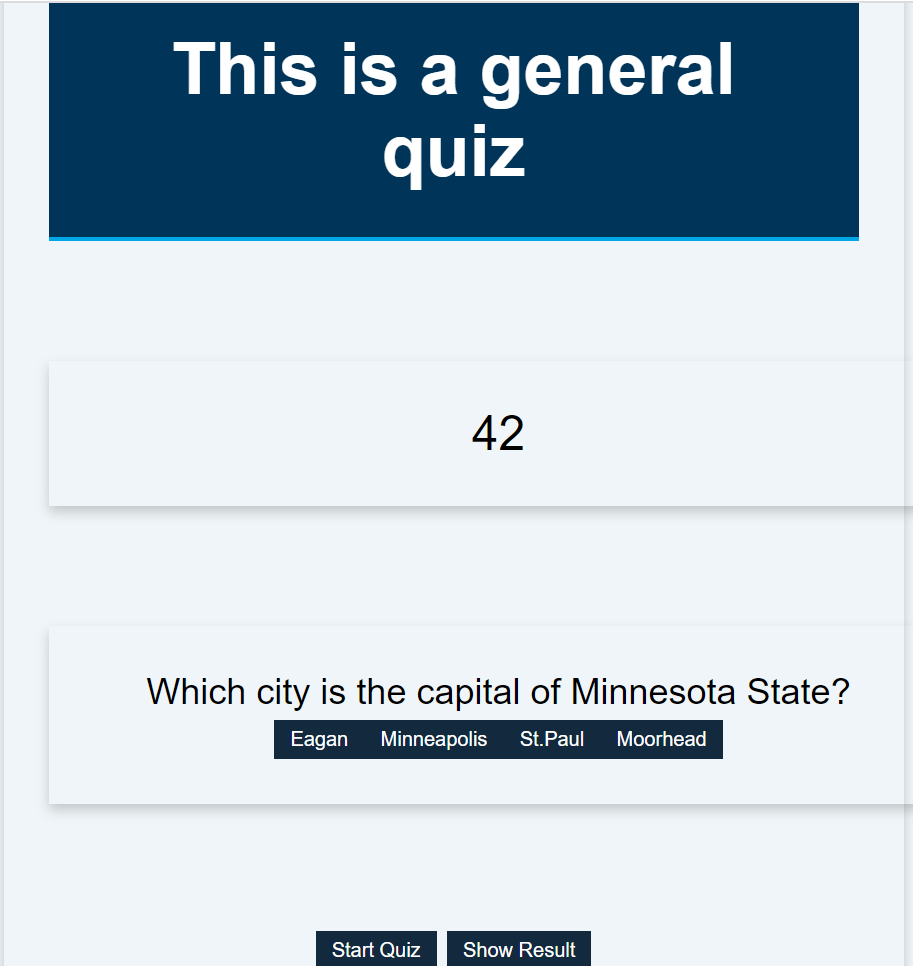 This is a general
quiz
42
Which city is the capital of Minnesota State?
Eagan Minneapolis St.Paul Moorhead
Start Quiz Show Result